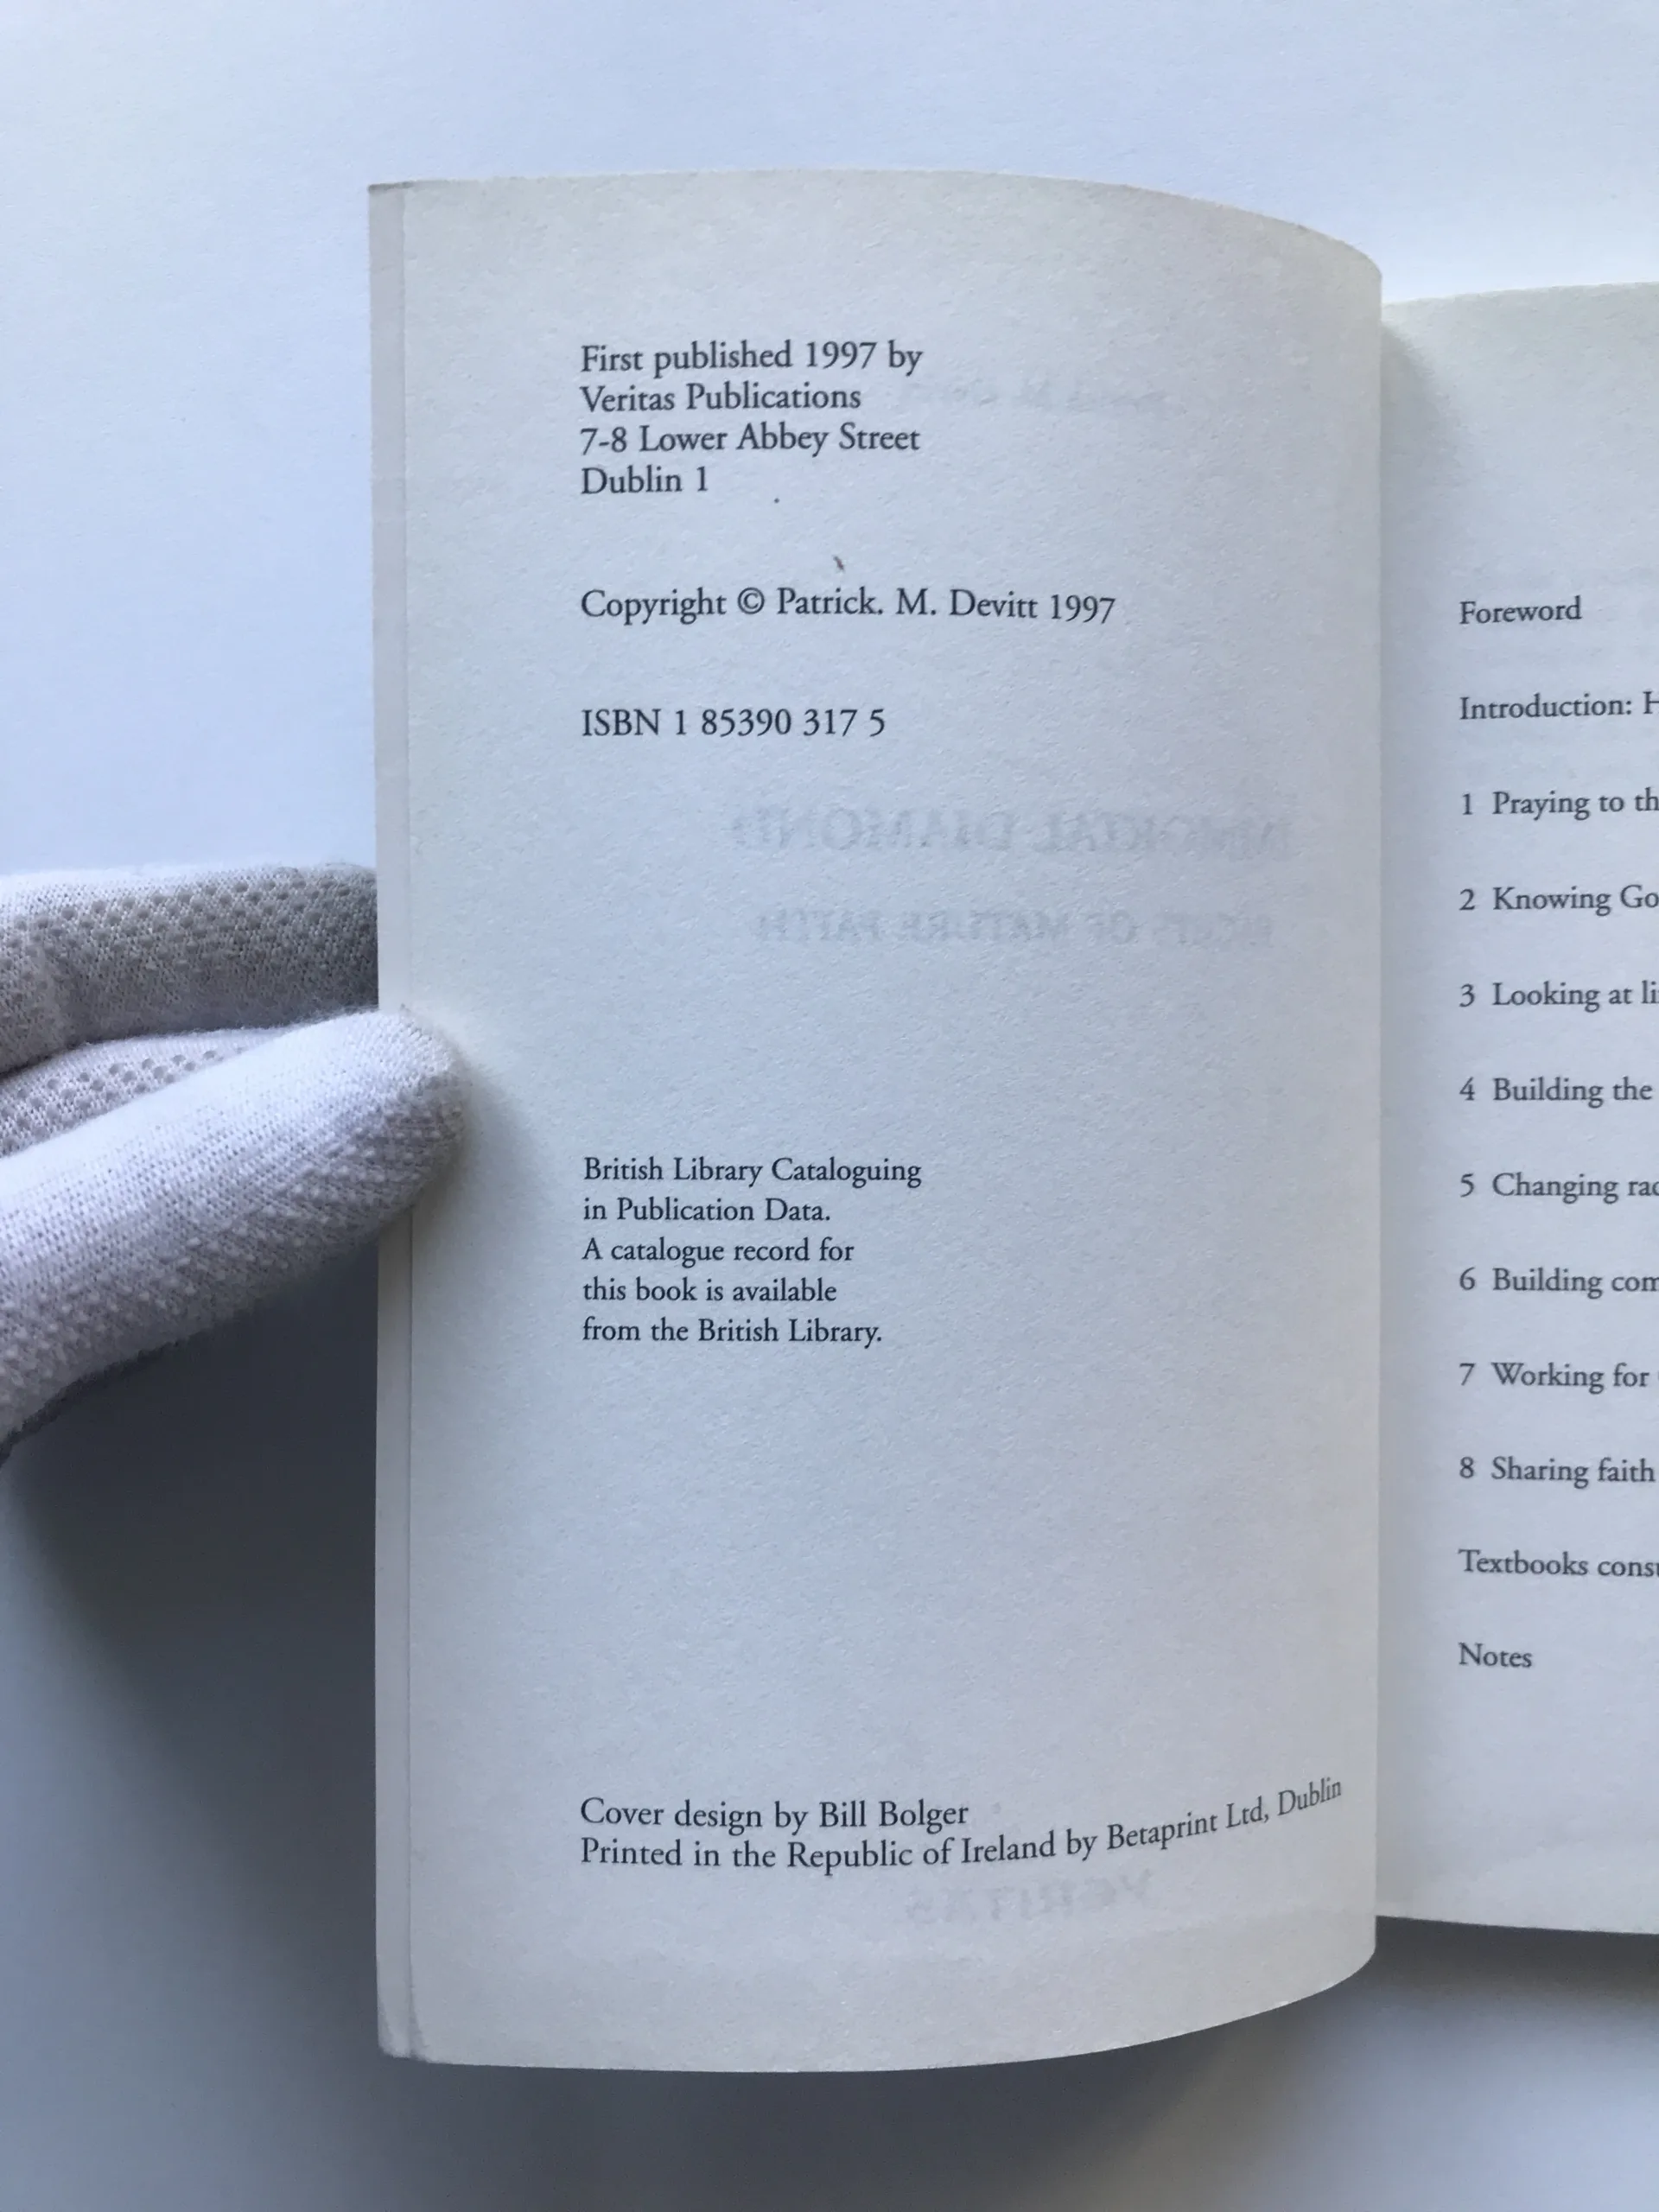 First published 1997 by
Veritas Publications
7-8 Lower Abbey Street
Dublin 1
Copyright © Patrick. M. Devitt 1997
ISBN 1 85390 317 5
British Library Cataloguing
in Publication Data.
A catalogue record for
this book is available
from the British Library.
Cover design by Bill Bolger
Printed in the Republic of Ireland by Betaprint Ltd, Dublin
Foreword
Introduction:
1 Praying to
2 Knowing
3 Looking at
4 Building the
5 Changing
6 Building
7 Working for
8 Sharing faith
Textbooks
Notes